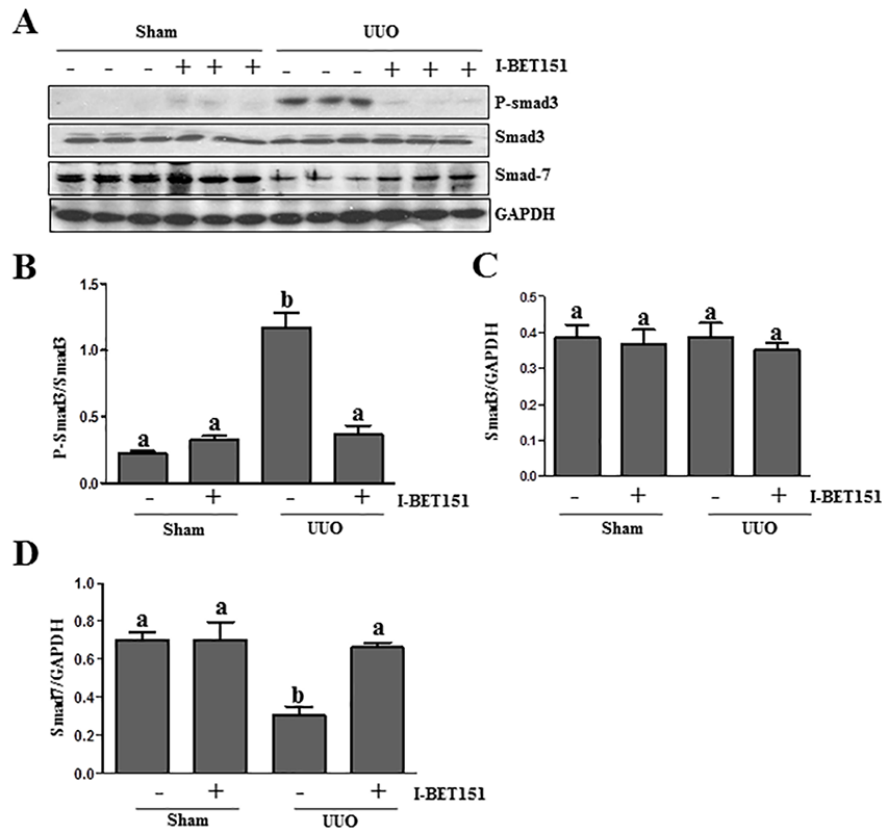 A
Sham UUO
- - - + + + - - - + + + I-BET151
P-smad3
Smad3
Smad-7
GAPDH
B
P-Smad3/Smad3
1.5
1.0
0.5
0.0
a a b a
- + - + I-BET151
Sham UUO
C
Smad3/GAPDH
0.5
0.4
0.3
0.2
0.1
0.0
a a a a
- + - + I-BET151
Sham UUO
D
Smad7/GAPDH
1.0
0.8
0.6
0.4
0.2
0.0
a a b a
- + - + I-BET151
Sham UUO